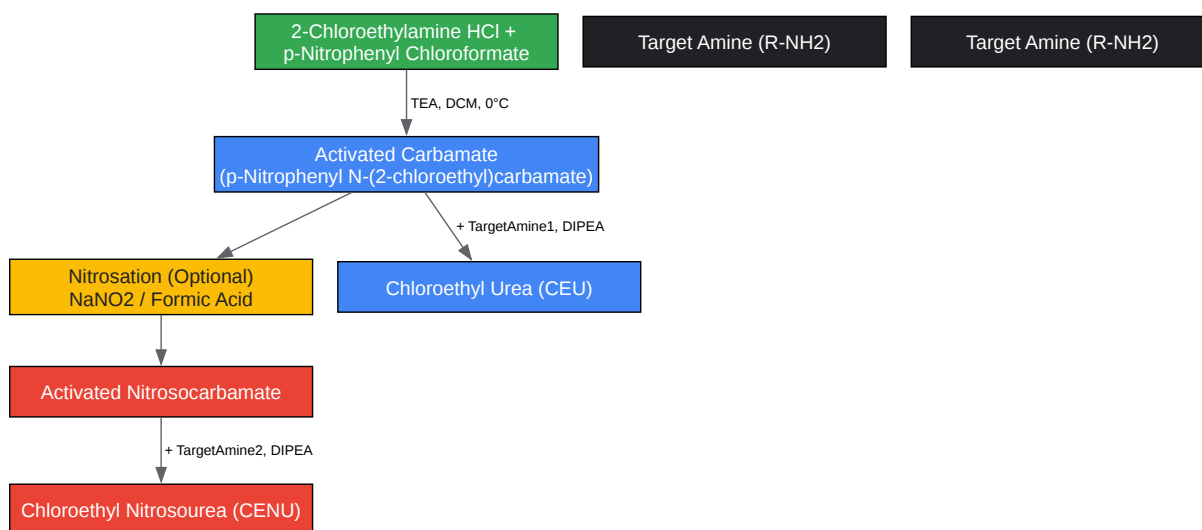 2-Chloroethylamine HCl +
p-Nitrophenyl Chloroformate
Target Amine (R-NH2)
Target Amine (R-NH2)
TEA, DCM, 0°C
Activated Carbamate
(p-Nitrophenyl N-(2-chloroethyl)carbamate)
+ TargetAmine1, DIPEA
Nitrosation (Optional)
NaNO2 / Formic Acid
Chloroethyl Urea (CEU)
Activated Nitrosocarbamate
+ TargetAmine2, DIPEA
Chloroethyl Nitrosourea (CENU)